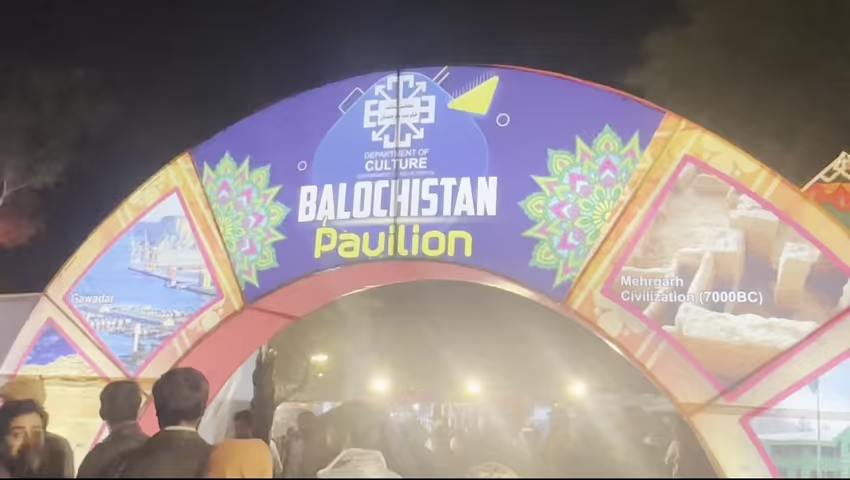 DEPARTMENT OF
CULTURE
BALOCHISTAN
Pavilion
Gawadar
Mehrgarh
Civilization (7000BC)